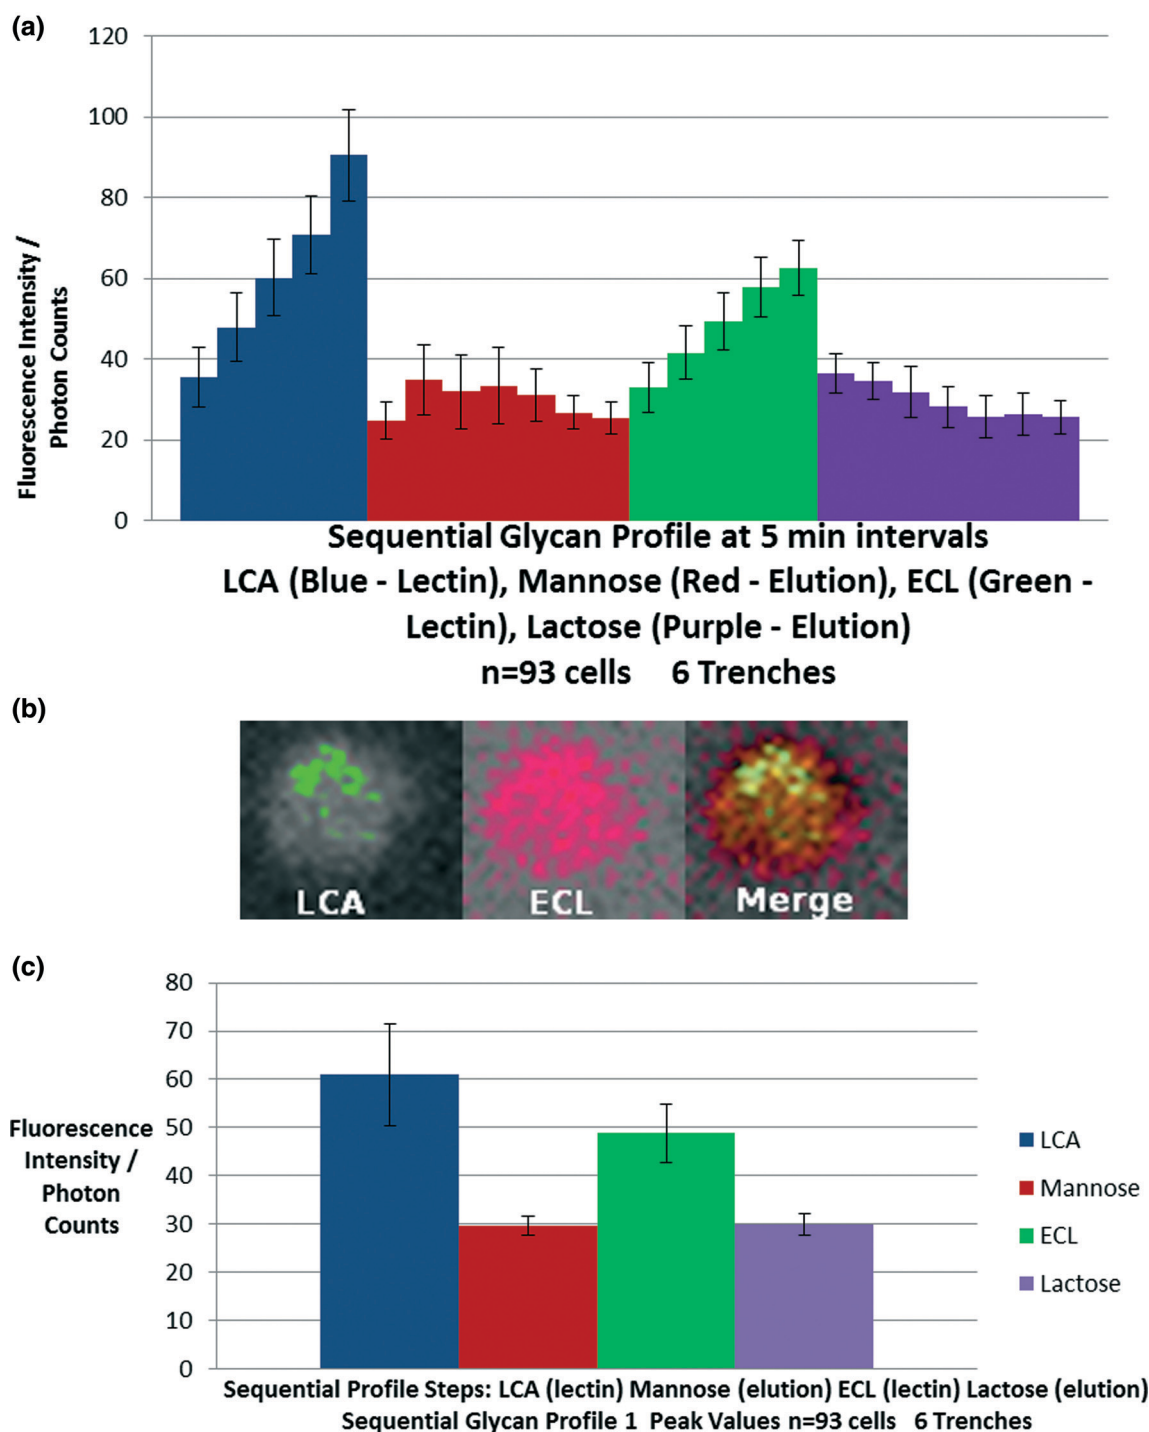 (a)
120
100
80
60
40
20
0
Fluorescence Intensity /
Photon Counts
Sequential Glycan Profile at 5 min intervals
LCA (Blue - Lectin), Mannose (Red - Elution), ECL (Green -
Lectin), Lactose (Purple - Elution)
n=93 cells 6 Trenches
(b)
LCA
ECL
Merge
(c)
80
70
60
50
40
30
20
10
0
Fluorescence
Intensity /
Photon
Counts
LCA
Mannose
ECL
Lactose
Sequential Profile Steps: LCA (lectin) Mannose (elution) ECL (lectin) Lactose (elution)
Sequential Glycan Profile 1 Peak Values n=93 cells 6 Trenches